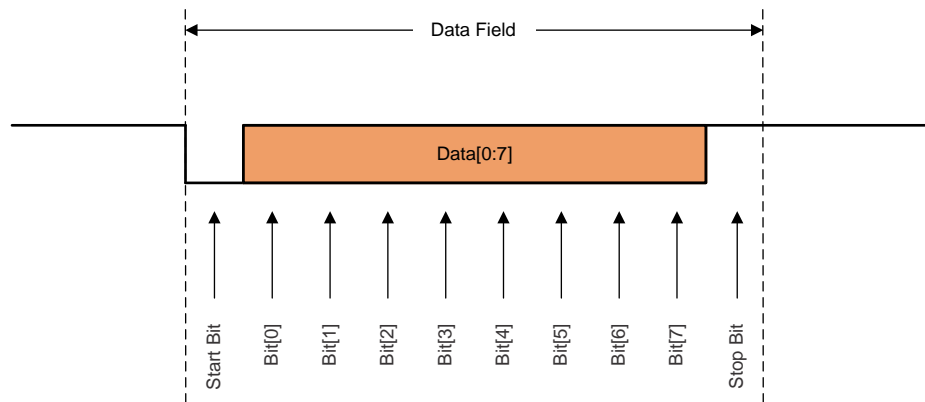 Data Field
Data[0:7]
Start Bit
Bit[0]
Bit[1]
Bit[2]
Bit[3]
Bit[4]
Bit[5]
Bit[6]
Bit[7]
Stop Bit